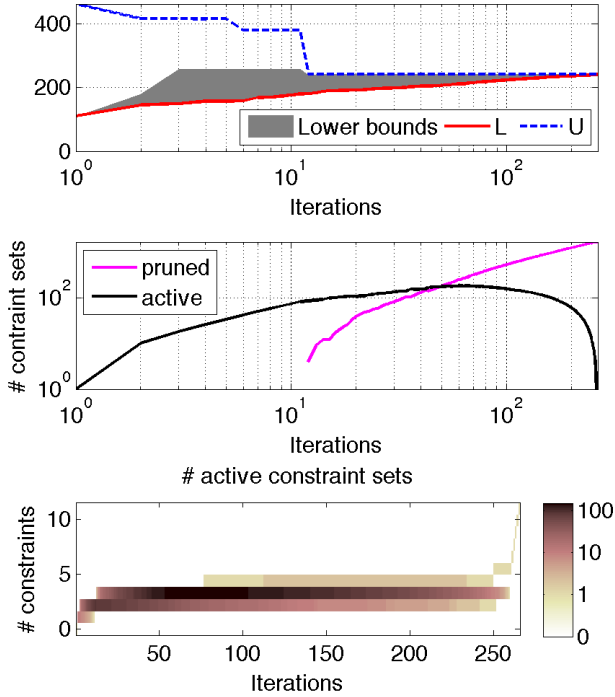 400
200
0
Lower bounds L U
10^0 10^1 10^2
Iterations
# contraint sets
10^2
10^0
pruned
active
10^0 10^1 10^2
Iterations
# active constraint sets
# constraints
10
5
0
50 100 150 200 250
Iterations
100
10
1
0